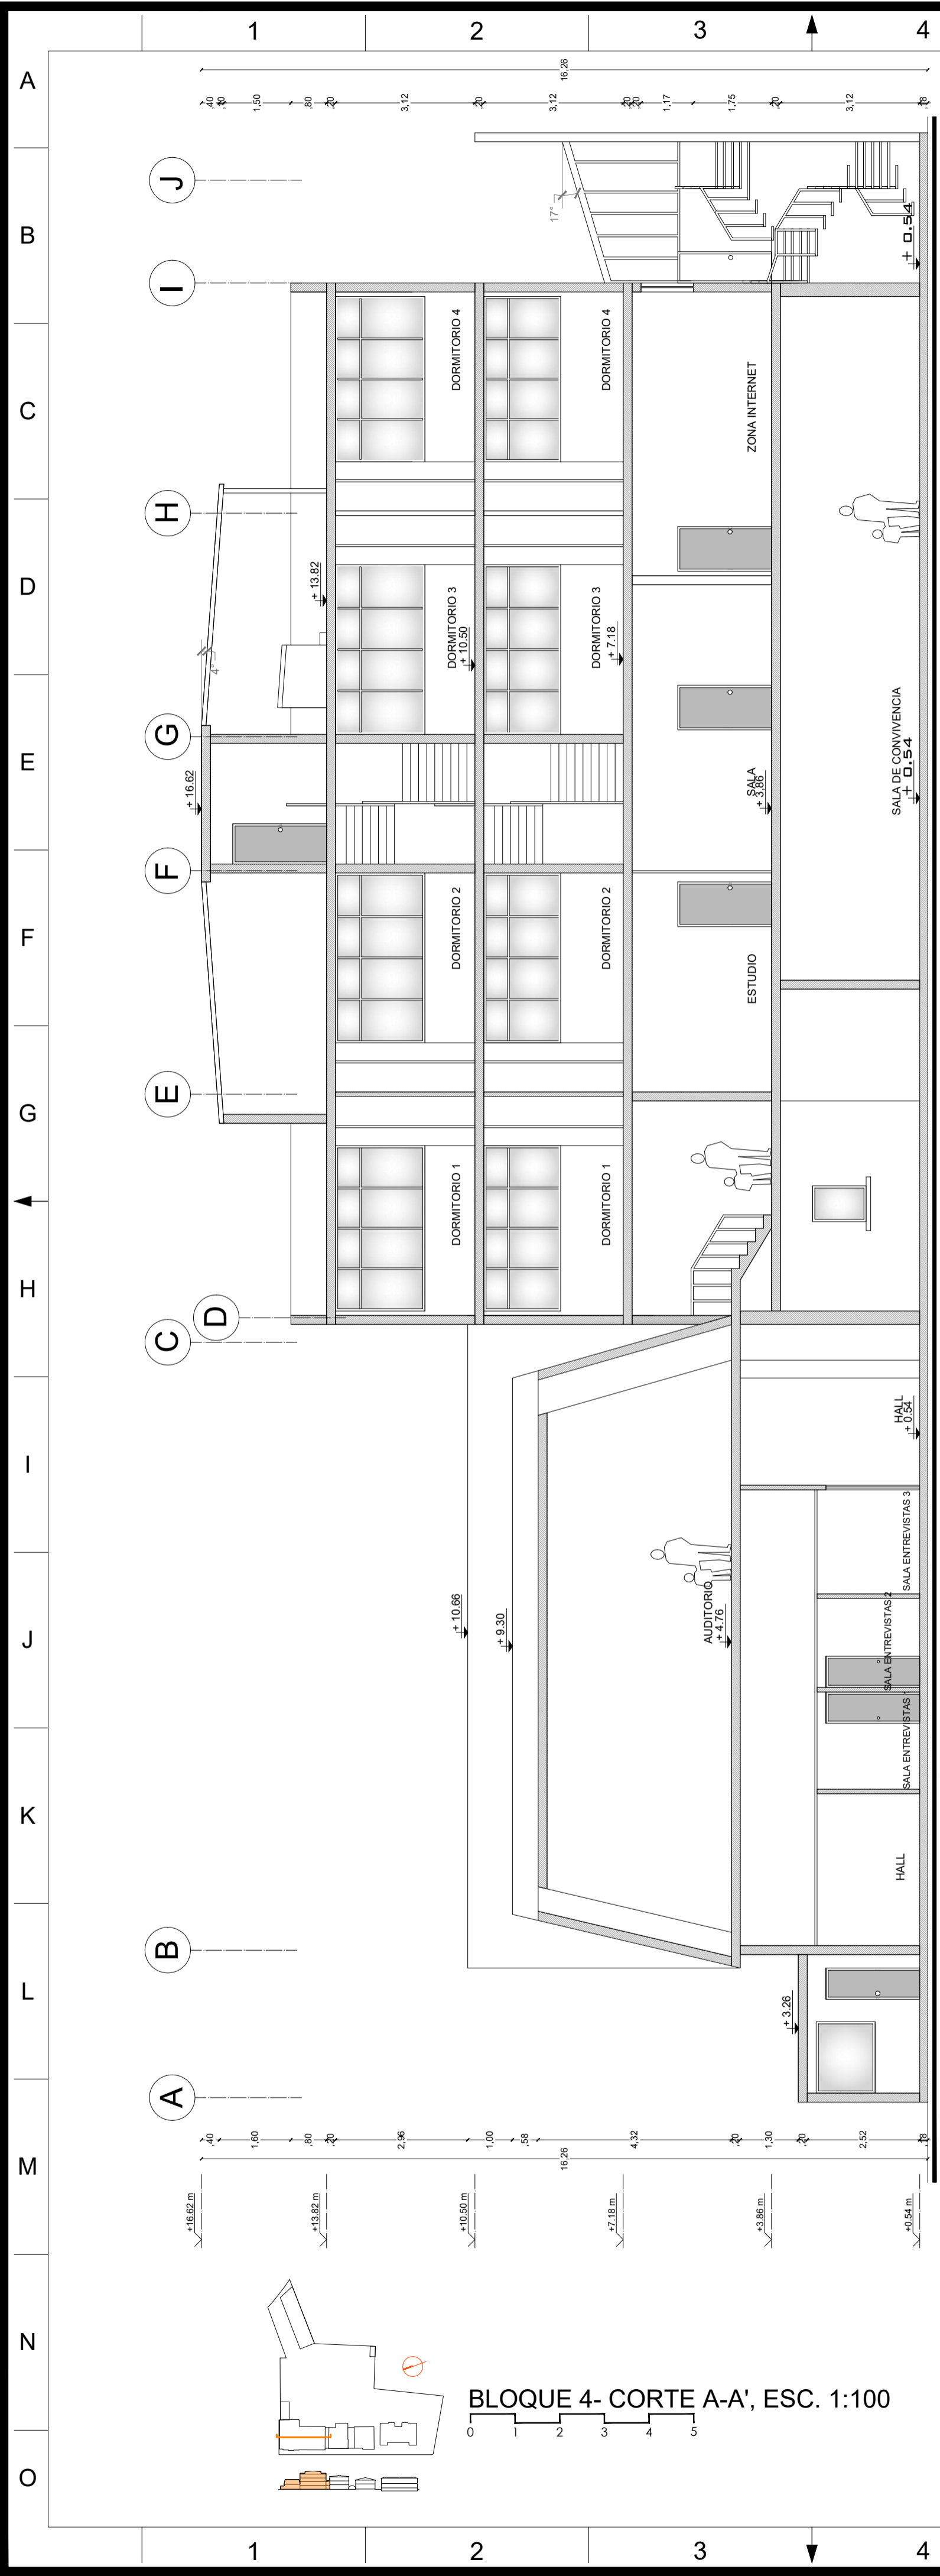 1
2
3
4
A
B
C
D
E
F
G
H
I
J
K
L
M
N
O
16,26
,40
1,50
,80
,20
3,12
,20
3,12
,20
,20
1,17
1,75
,20
3,12
,18
J
I
H
G
F
E
D
C
B
A
17°
4°
+ 0.54
DORMITORIO 4
DORMITORIO 4
ZONA INTERNET
+ 13.82
DORMITORIO 3
+ 10.50
DORMITORIO 3
+ 7.18
+ 16.62
SALA
+ 3.86
SALA DE CONVIVENCIA
+ 0.54
DORMITORIO 2
DORMITORIO 2
ESTUDIO
DORMITORIO 1
DORMITORIO 1
HALL
+ 0.54
SALA ENTREVISTAS 3
+ 10.66
+ 9.30
AUDITORIO
+ 4.76
SALA ENTREVISTAS 2
SALA ENTREVISTAS
HALL
+ 3.26
,40
1,60
,80
,20
2,96
1,00
,58
4,32
,20
1,30
,20
2,52
,18
16,26
+16.62 m
+13.82 m
+10.50 m
+7.18 m
+3.86 m
+0.54 m
BLOQUE 4- CORTE A-A', ESC. 1:100
0 1 2 3 4 5
1
2
3
4